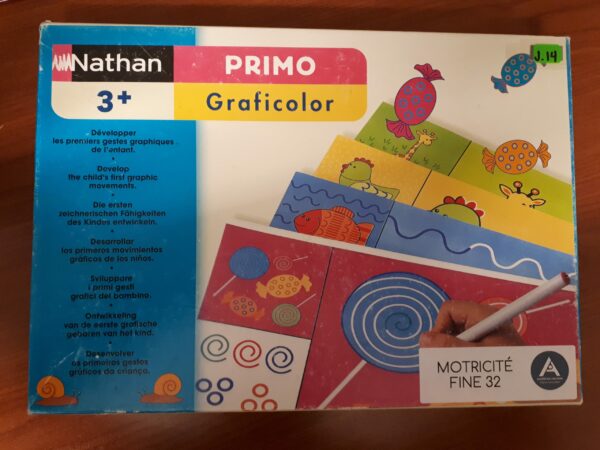 Nathan
PRIMO
3+
Graficolor
J.14
Développer
les premiers gestes graphiques
de l'enfant.
Develop
the child's first graphic
movements.
Die ersten
zeichnerischen Fähigkeiten
des Kindes entwickeln.
Desarrollar
los primeros movimientos
gráficos de los niños.
Sviluppare
i primi gesti
grafici del bambino.
Ontwikkeling
van de eerste grafische
gebaren van het kind.
Desenvolver
os primeiros gestos
gráficos da criança.
MOTRICITÉ
FINE 32
A